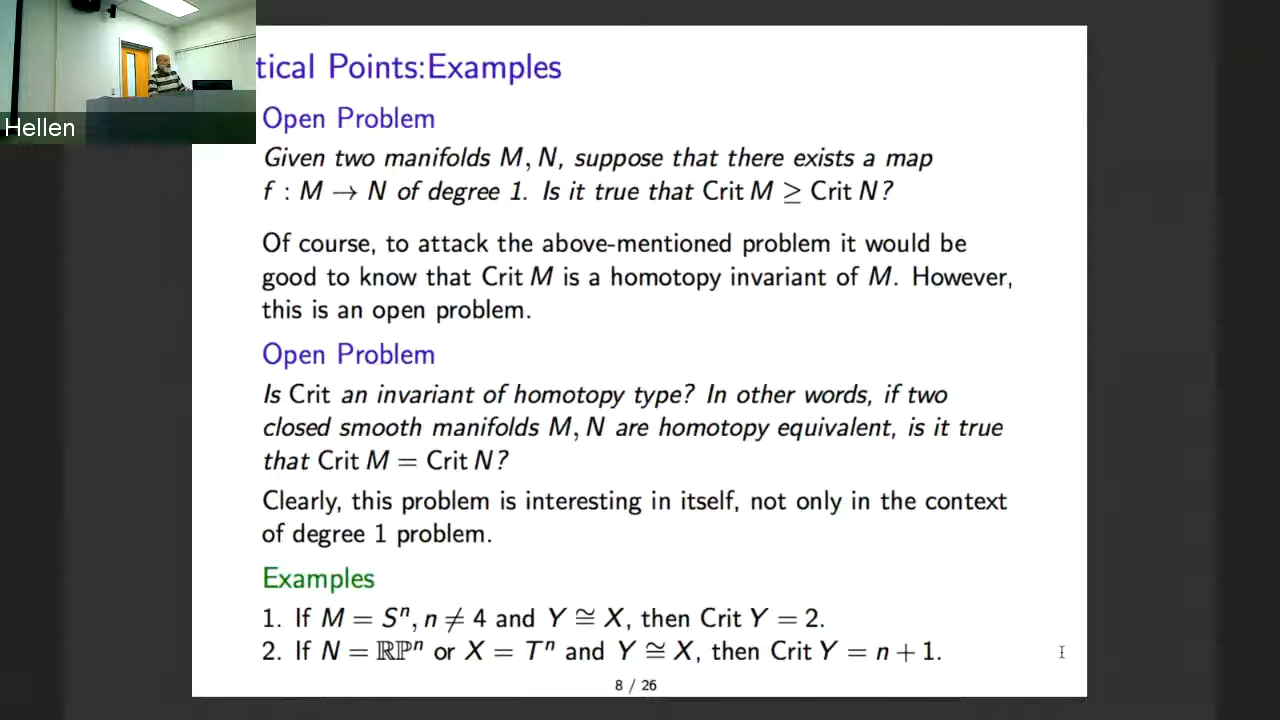 tical Points:Examples
Hellen
Open Problem
Given two manifolds M, N, suppose that there exists a map
f : M → N of degree 1. Is it true that Crit M ≥ Crit N?
Of course, to attack the above-mentioned problem it would be
good to know that Crit M is a homotopy invariant of M. However,
this is an open problem.
Open Problem
Is Crit an invariant of homotopy type? In other words, if two
closed smooth manifolds M, N are homotopy equivalent, is it true
that Crit M = Crit N?
Clearly, this problem is interesting in itself, not only in the context
of degree 1 problem.
Examples
1. If M = Sⁿ, n ≠ 4 and Y ≅ X, then Crit Y = 2.
2. If N = ℝℙⁿ or X = Tⁿ and Y ≅ X, then Crit Y = n + 1.
8 / 26